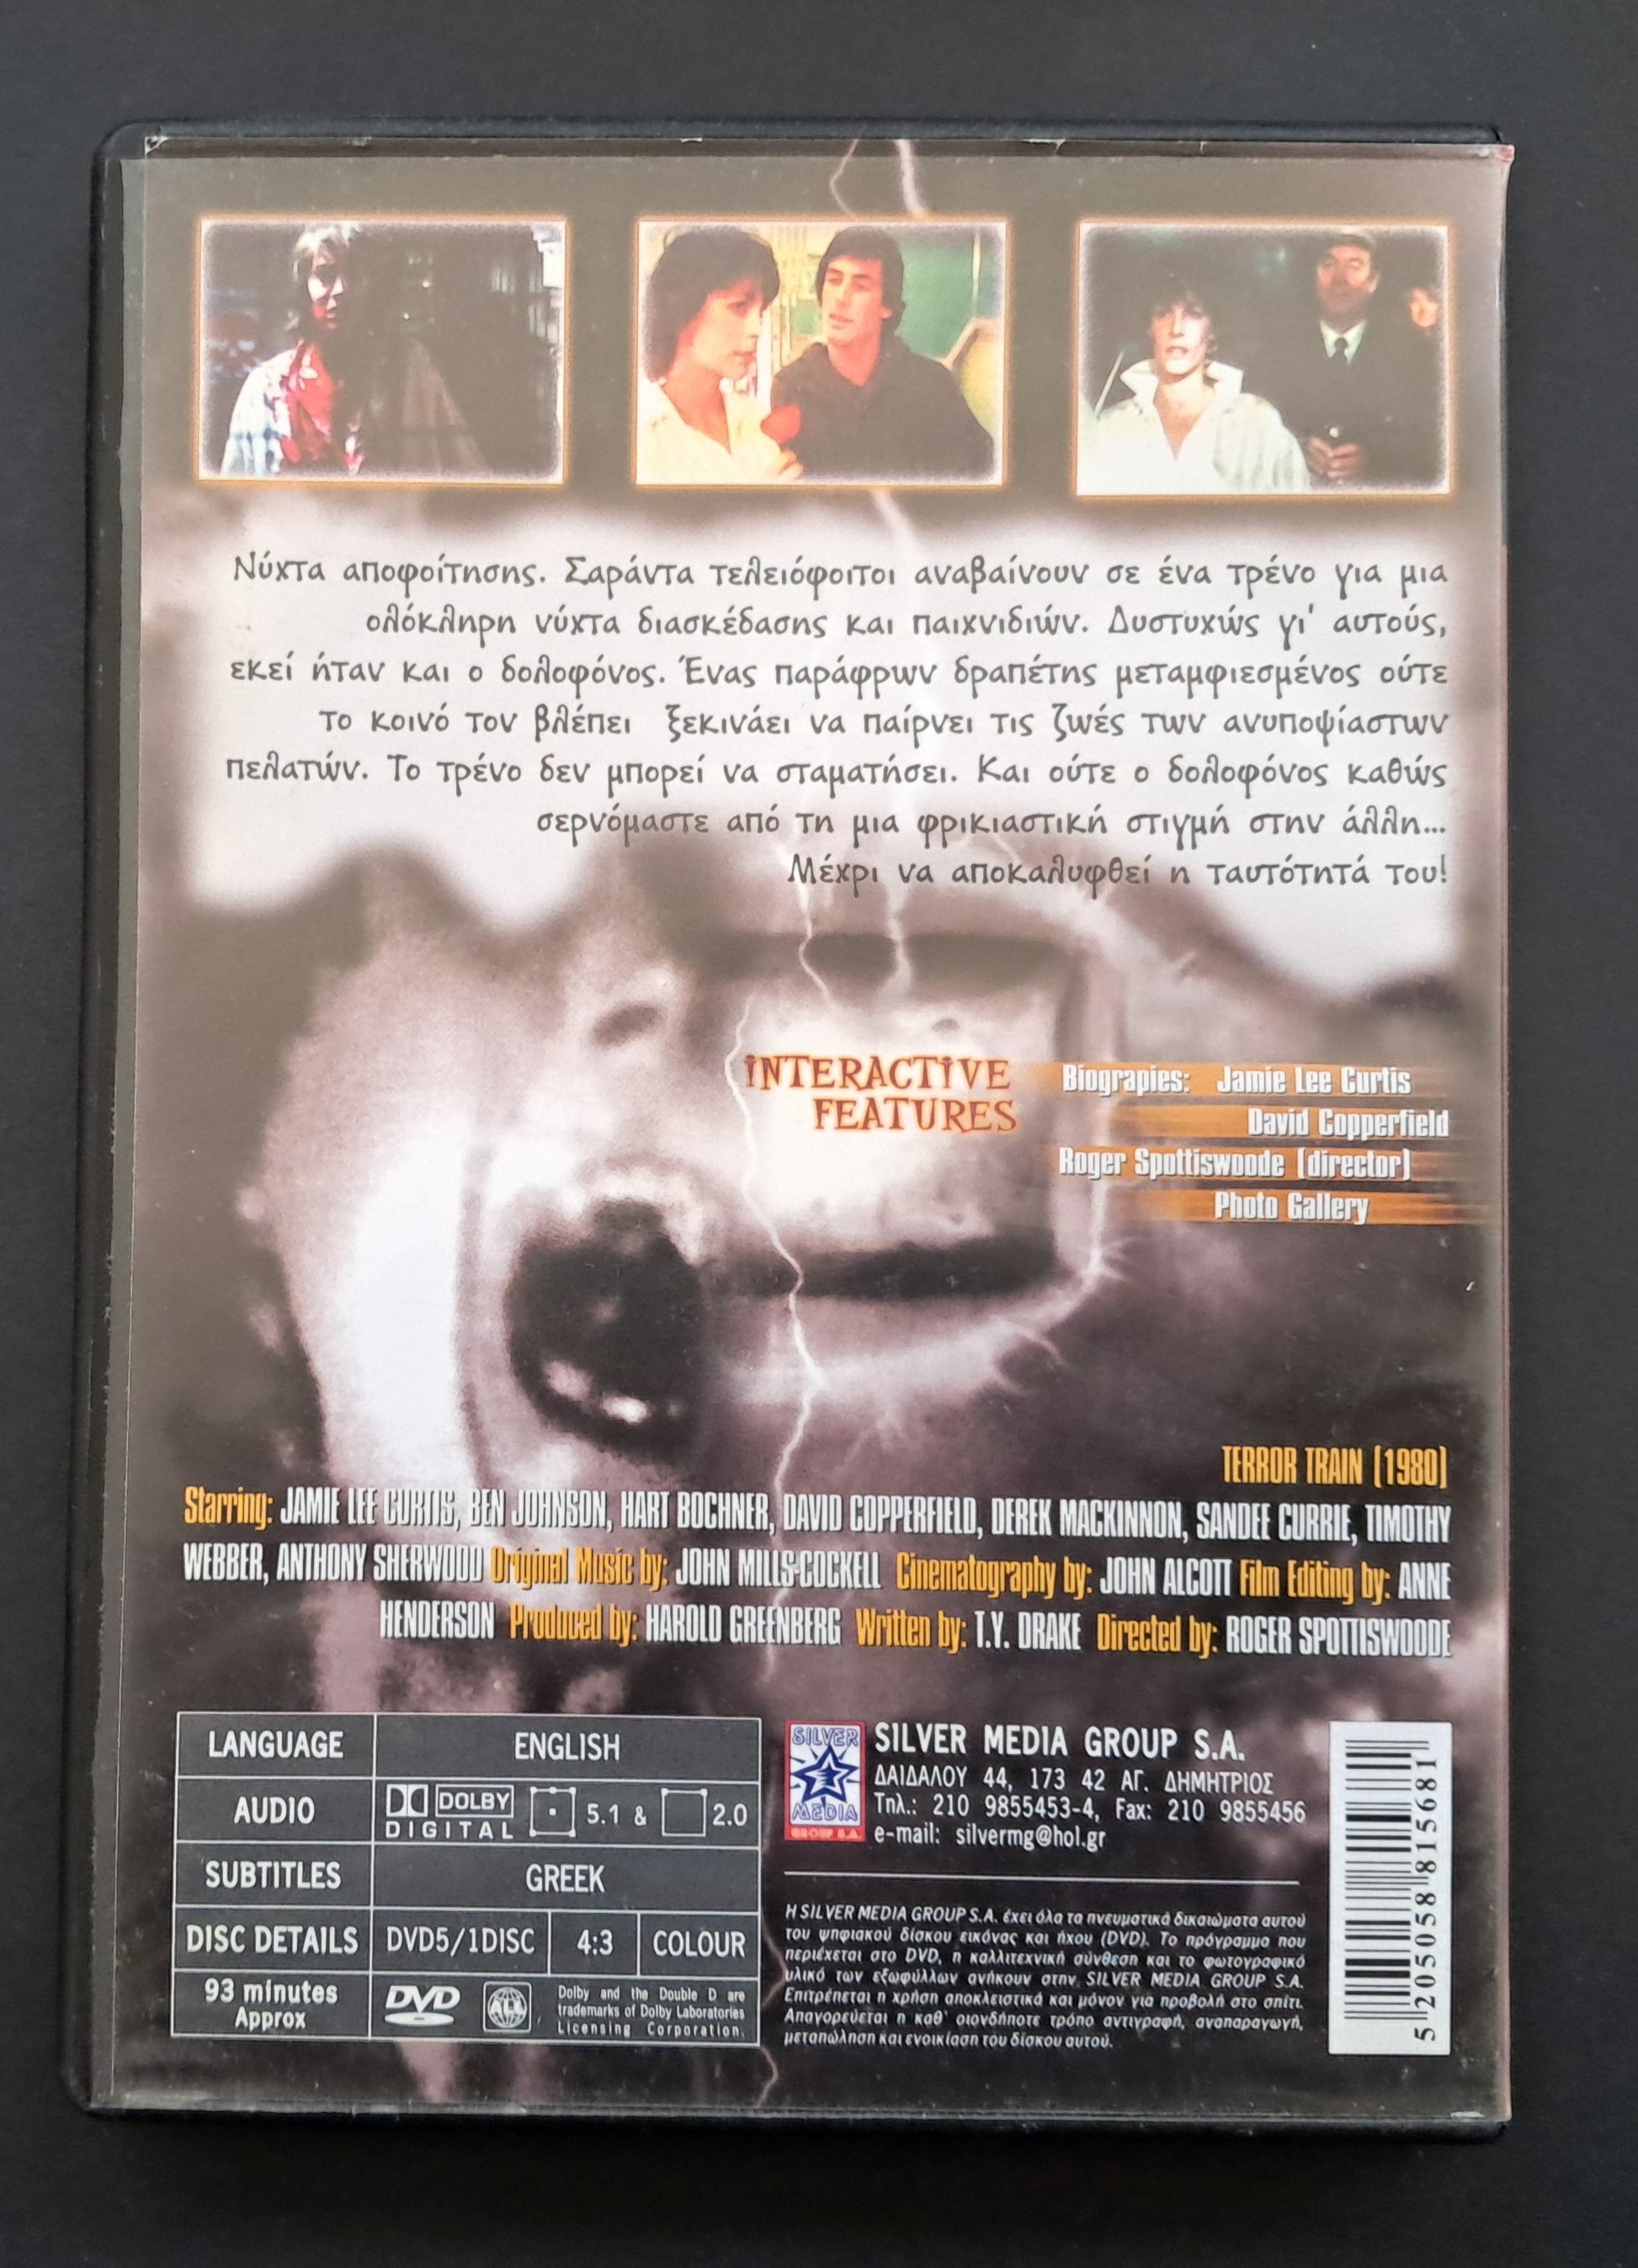 Νύχτα αποφοίτησης. Σαράντα τελειόφοιτοι αναβαίνουν σε ένα τρένο για μια
ολόκληρη νύχτα διασκέδασης και παιχνιδιών. Δυστυχώς γι' αυτούς,
εκεί ήταν και ο δολοφόνος. Ένας παράφρων δραπέτης μεταμφιεσμένος ούτε
το κοινό τον βλέπει ξεκινάει να παίρνει τις ζωές των ανυποψίαστων
πελατών. Το τρένο δεν μπορεί να σταματήσει. Και ούτε ο δολοφόνος καθώς
σερνόμαστε από τη μια φρικιαστική στιγμή στην άλλη...
Μέχρι να αποκαλυφθεί η ταυτότητά του!
INTERACTIVE
FEATURES
Biograpies: Jamie Lee Curtis
David Copperfield
Roger Spottiswoode (director)
Photo Gallery
TERROR TRAIN (1980)
Starring: JAMIE LEE CURTIS, BEN JOHNSON, HART BOCHNER, DAVID COPPERFIELD, DEREK MACKINNON, SANDEE CURRIE, TIMOTHY
WEBBER, ANTHONY SHERWOOD Original Music by: JOHN MILLS-COCKELL Cinematography by: JOHN ALCOTT Film Editing by: ANNE
HENDERSON Produced by: HAROLD GREENBERG Written by: T.Y. DRAKE Directed by: ROGER SPOTTISWOODE
LANGUAGE ENGLISH
AUDIO DOLBY DIGITAL 5.1 & 2.0
SUBTITLES GREEK
DISC DETAILS DVD5/1DISC 4:3 COLOUR
93 minutes
Approx
DVD ALL
Dolby and the Double D are
trademarks of Dolby Laboratories
Licensing Corporation.
SILVER
MEDIA
GROUP S.A.
SILVER MEDIA GROUP S.A.
ΔΑΙΔΑΛΟΥ 44, 173 42 ΑΓ. ΔΗΜΗΤΡΙΟΣ
Τηλ.: 210 9855453-4, Fax: 210 9855456
e-mail: silvermg@hol.gr
Η SILVER MEDIA GROUP S.A. έχει όλα τα πνευματικά δικαιώματα αυτού
του ψηφιακού δίσκου εικόνας και ήχου (DVD). Το πρόγραμμα που
περιέχεται στο DVD, η καλλιτεχνική σύνθεση και το φωτογραφικό
υλικό των εξωφύλλων ανήκουν στην SILVER MEDIA GROUP S.A.
Επιτρέπεται η χρήση αποκλειστικά και μόνον για προβολή στο σπίτι.
Απαγορεύεται η καθ' οιονδήποτε τρόπο αντιγραφή, αναπαραγωγή,
μεταπώληση και ενοικίαση του δίσκου αυτού.
5 205058 815681